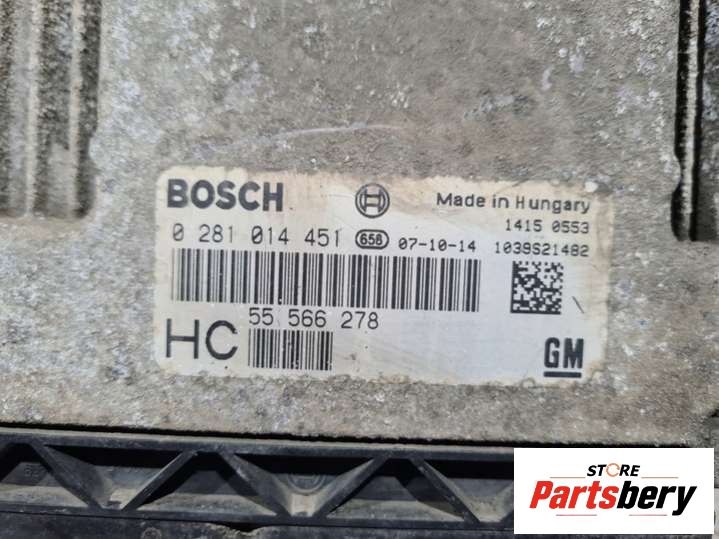 BOSCH
Made in Hungary
1415 0553
0 281 014 451 658 07-10-14 1039S21482
55 566 278
HC
GM
STORE
Partsbery